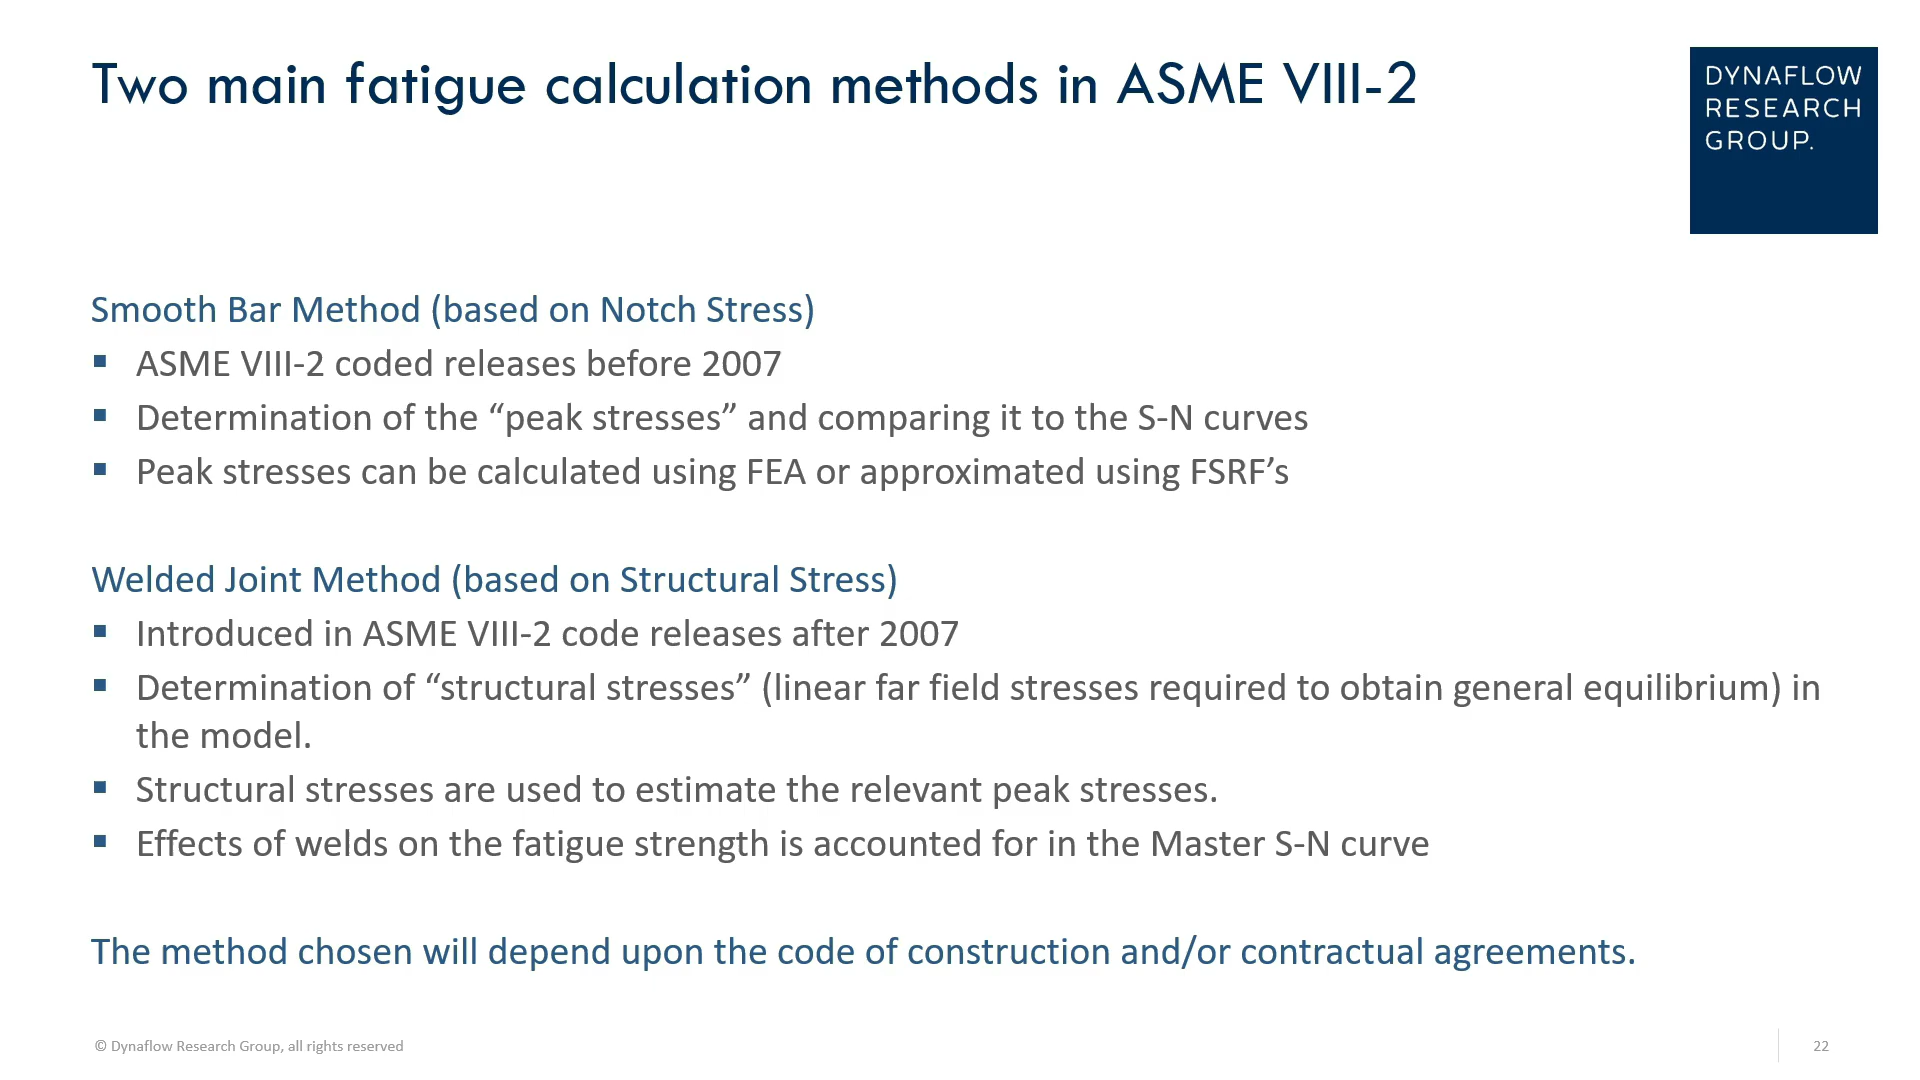 Two main fatigue calculation methods in ASME VIII-2
DYNAFLOW
RESEARCH
GROUP.
Smooth Bar Method (based on Notch Stress)
▪ ASME VIII-2 coded releases before 2007
▪ Determination of the “peak stresses” and comparing it to the S-N curves
▪ Peak stresses can be calculated using FEA or approximated using FSRF’s
Welded Joint Method (based on Structural Stress)
▪ Introduced in ASME VIII-2 code releases after 2007
▪ Determination of “structural stresses” (linear far field stresses required to obtain general equilibrium) in
the model.
▪ Structural stresses are used to estimate the relevant peak stresses.
▪ Effects of welds on the fatigue strength is accounted for in the Master S-N curve
The method chosen will depend upon the code of construction and/or contractual agreements.
© Dynaflow Research Group, all rights reserved
22